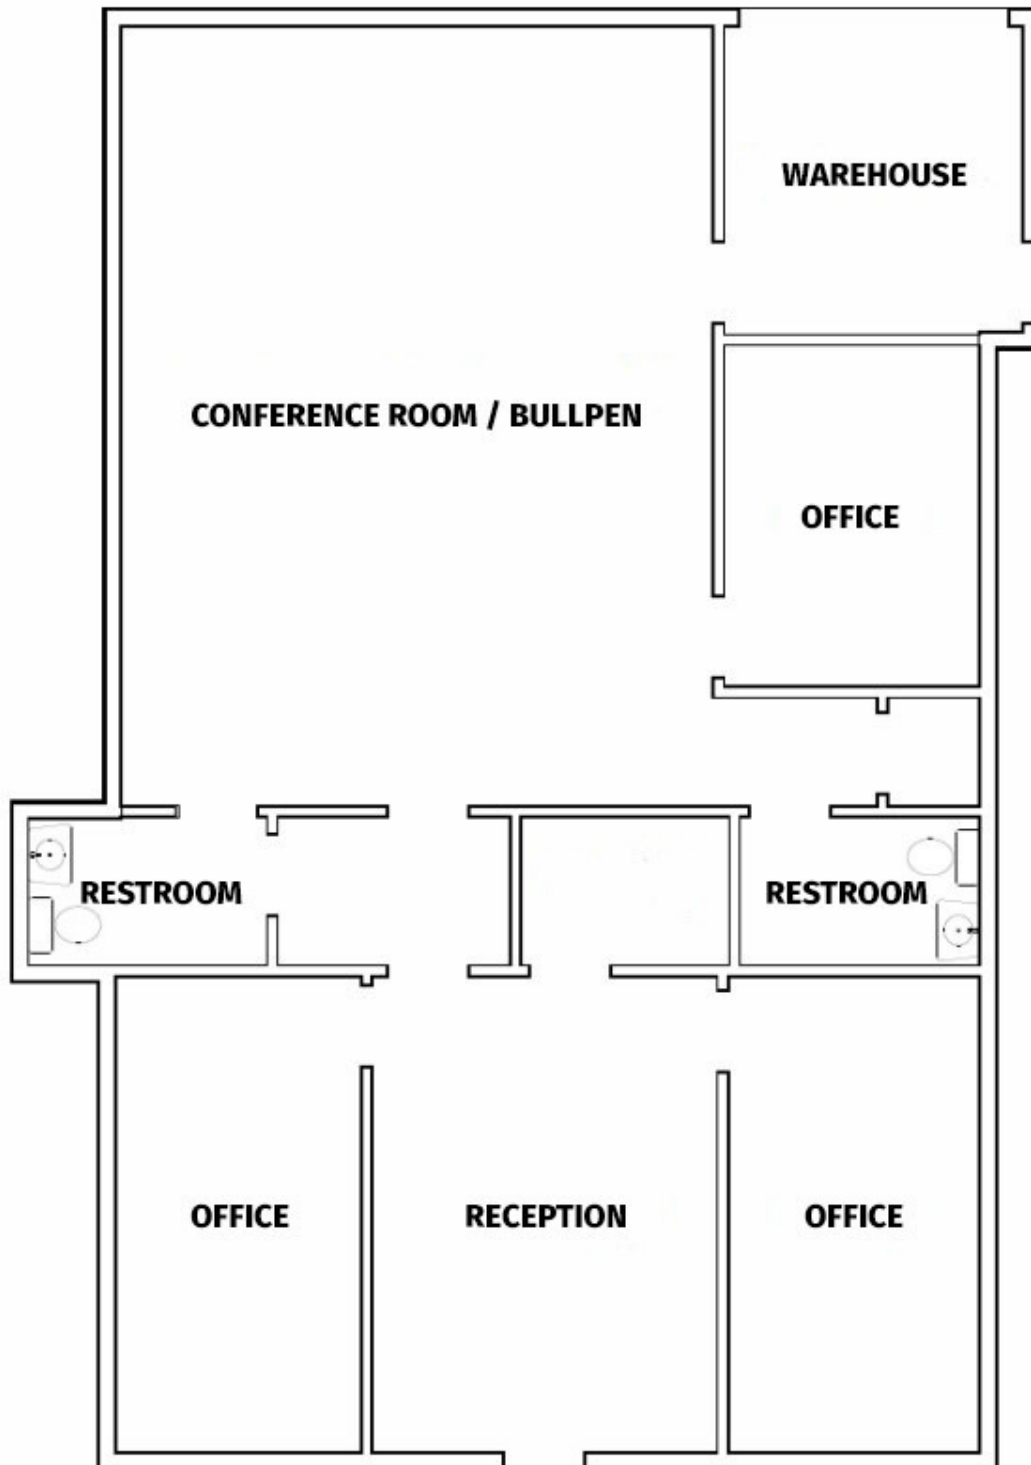 WAREHOUSE
CONFERENCE ROOM / BULLPEN
OFFICE
RESTROOM
RESTROOM
OFFICE
RECEPTION
OFFICE